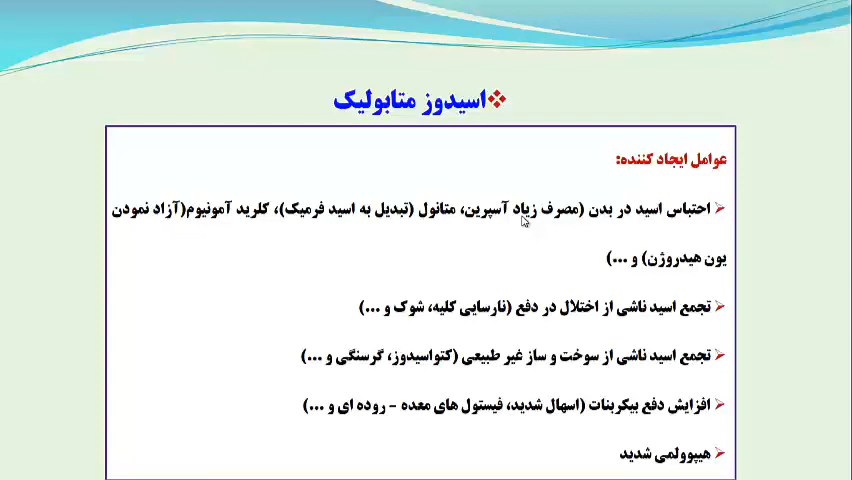 اسیدوز متابولیک
عوامل ایجاد کننده:
احتباس اسید در بدن (مصرف زیاد آسپرین، متانول (تبدیل به اسید فرمیک)، کلرید آمونیوم(آزاد نمودن
یون هیدروژن) و ...)
تجمع اسید ناشی از اختلال در دفع (نارسایی کلیه، شوک و ...)
تجمع اسید ناشی از سوخت و ساز غیر طبیعی (کتواسیدوز، گرسنگی و ...)
افزایش دفع بیکربنات (اسهال شدید، فیستول های معده - روده ای و ...)
هیپوولمی شدید